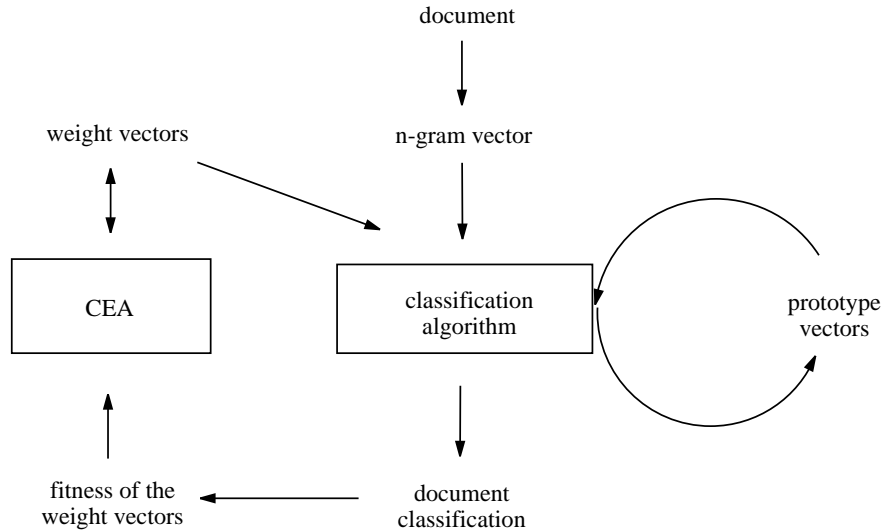 document
weight vectors
n-gram vector
CEA
classification
algorithm
prototype
vectors
fitness of the
weight vectors
document
classification